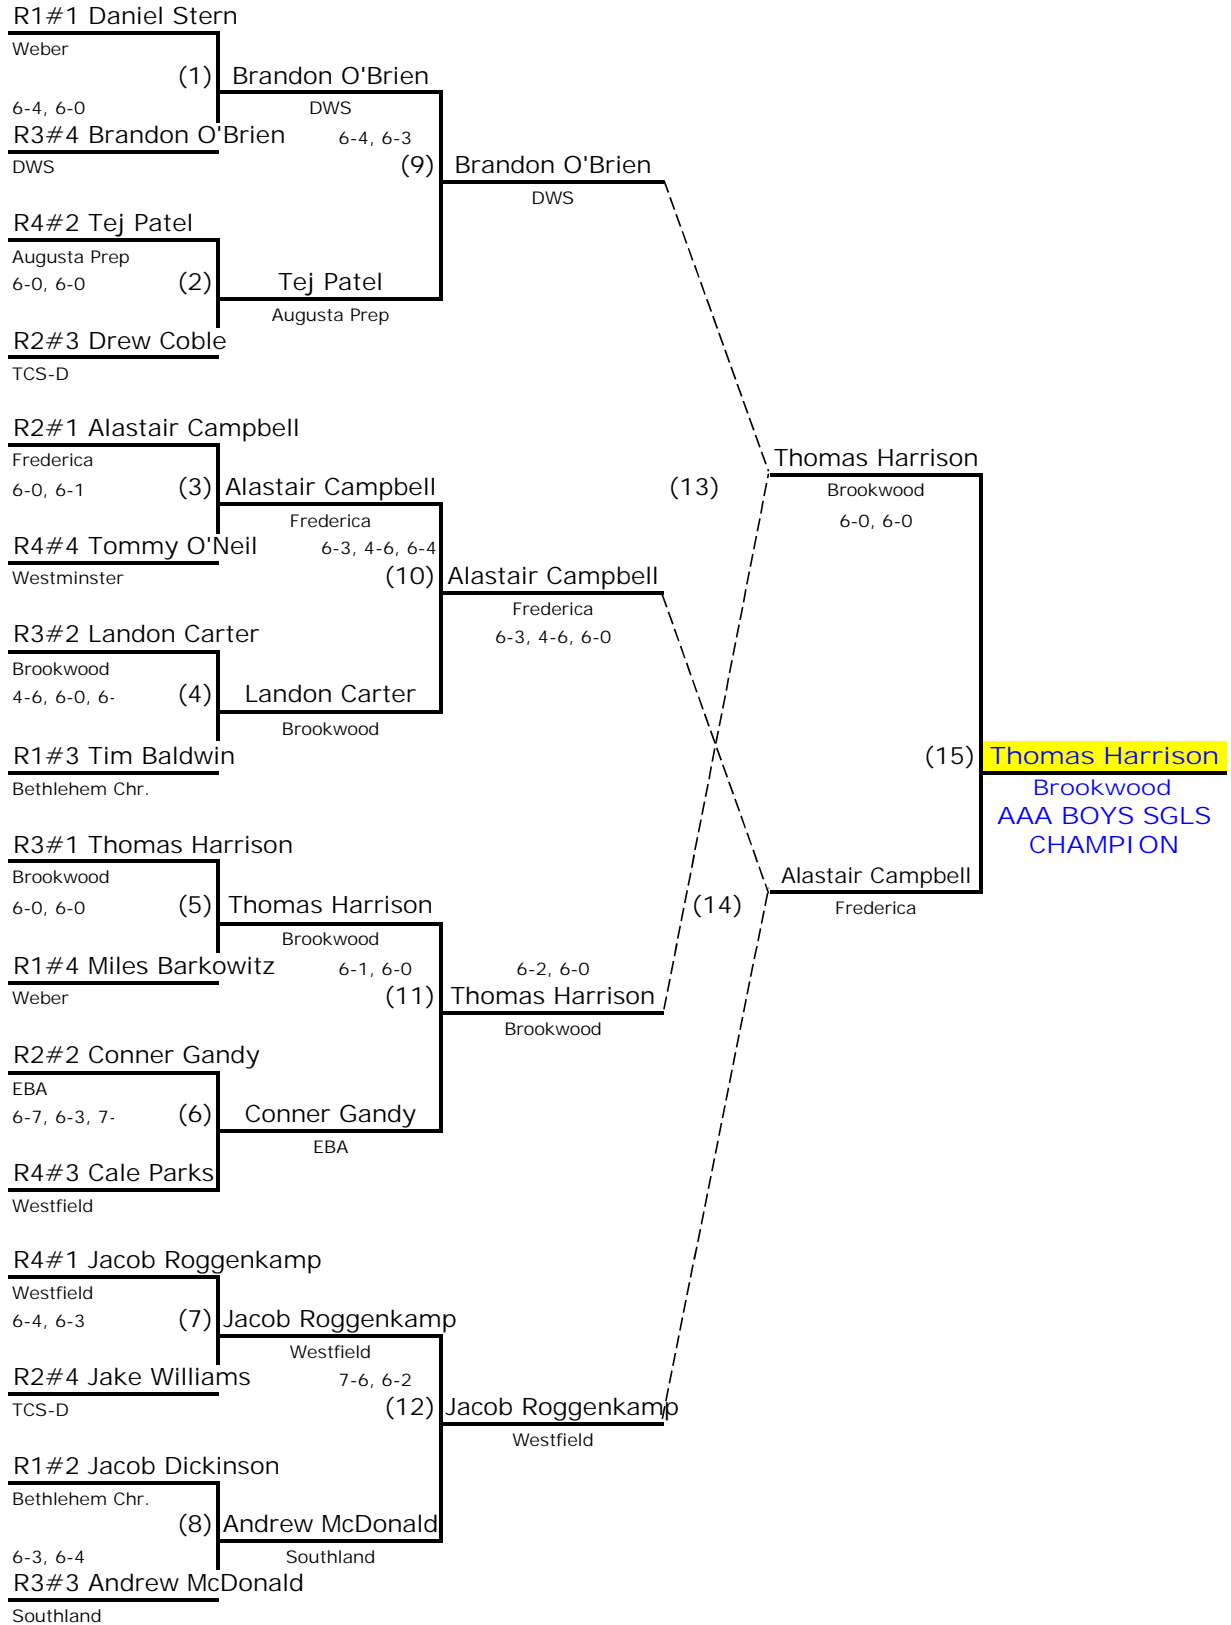 R1#1 Daniel Stern
Weber
(1) Brandon O'Brien
6-4, 6-0
DWS
R3#4 Brandon O'Brien
6-4, 6-3
DWS
(9) Brandon O'Brien
DWS
R4#2 Tej Patel
Augusta Prep
6-0, 6-0
(2) Tej Patel
Augusta Prep
R2#3 Drew Coble
TCS-D
R2#1 Alastair Campbell
Frederica
6-0, 6-1
(3) Alastair Campbell
Frederica
(13)
Thomas Harrison
Brookwood
6-0, 6-0
R4#4 Tommy O'Neil
6-3, 4-6, 6-4
Westminster
(10) Alastair Campbell
Frederica
6-3, 4-6, 6-0
R3#2 Landon Carter
Brookwood
4-6, 6-0, 6-
(4) Landon Carter
Brookwood
R1#3 Tim Baldwin
Bethlehem Chr.
(15) Thomas Harrison
Brookwood
AAA BOYS SGLS
CHAMPION
R3#1 Thomas Harrison
Brookwood
6-0, 6-0
(5) Thomas Harrison
Brookwood
(14)
Alastair Campbell
Frederica
R1#4 Miles Barkowitz
6-1, 6-0
6-2, 6-0
Weber
(11) Thomas Harrison
Brookwood
R2#2 Conner Gandy
EBA
6-7, 6-3, 7-
(6) Conner Gandy
EBA
R4#3 Cale Parks
Westfield
R4#1 Jacob Roggenkamp
Westfield
6-4, 6-3
(7) Jacob Roggenkamp
Westfield
R2#4 Jake Williams
7-6, 6-2
TCS-D
(12) Jacob Roggenkamp
Westfield
R1#2 Jacob Dickinson
Bethlehem Chr.
(8) Andrew McDonald
6-3, 6-4
Southland
R3#3 Andrew McDonald
Southland